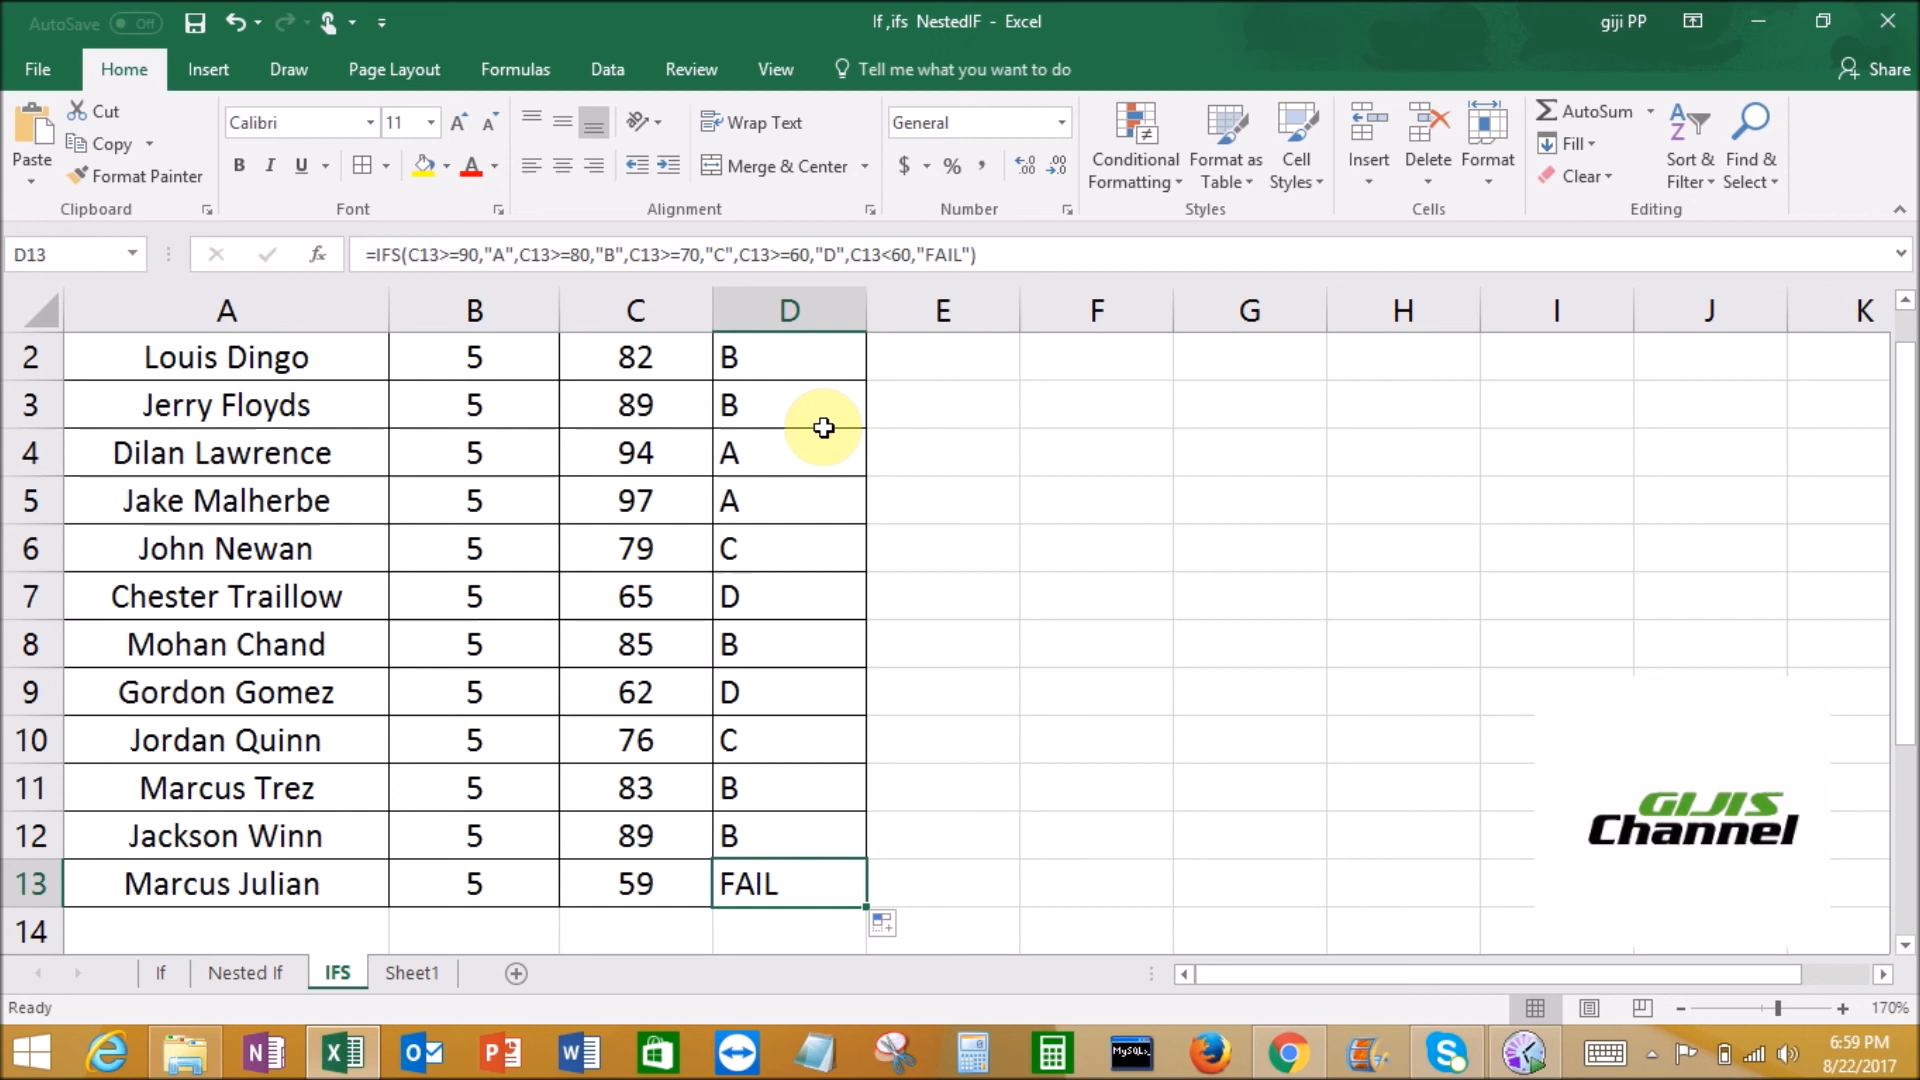 AutoSave Off If ,ifs NestedIF - Excel giji PP
File Home Insert Draw Page Layout Formulas Data Review View Tell me what you want to do Share
Paste Cut Copy Format Painter Clipboard
Calibri 11 B I U A Font
Wrap Text Merge & Center Alignment
General $ % , Number
Conditional Formatting Format as Table Cell Styles Styles
Insert Delete Format Cells
AutoSum Fill Clear Sort & Filter Find & Select Editing
D13 fx =IFS(C13>=90,"A",C13>=80,"B",C13>=70,"C",C13>=60,"D",C13<60,"FAIL")
A B C D E F G H I J K
2 Louis Dingo 5 82 B
3 Jerry Floyds 5 89 B
4 Dilan Lawrence 5 94 A
5 Jake Malherbe 5 97 A
6 John Newan 5 79 C
7 Chester Traillow 5 65 D
8 Mohan Chand 5 85 B
9 Gordon Gomez 5 62 D
10 Jordan Quinn 5 76 C
11 Marcus Trez 5 83 B
12 Jackson Winn 5 89 B
13 Marcus Julian 5 59 FAIL
14
GIJIS
Channel
If Nested If IFS Sheet1
Ready 170%
6:59 PM
8/22/2017